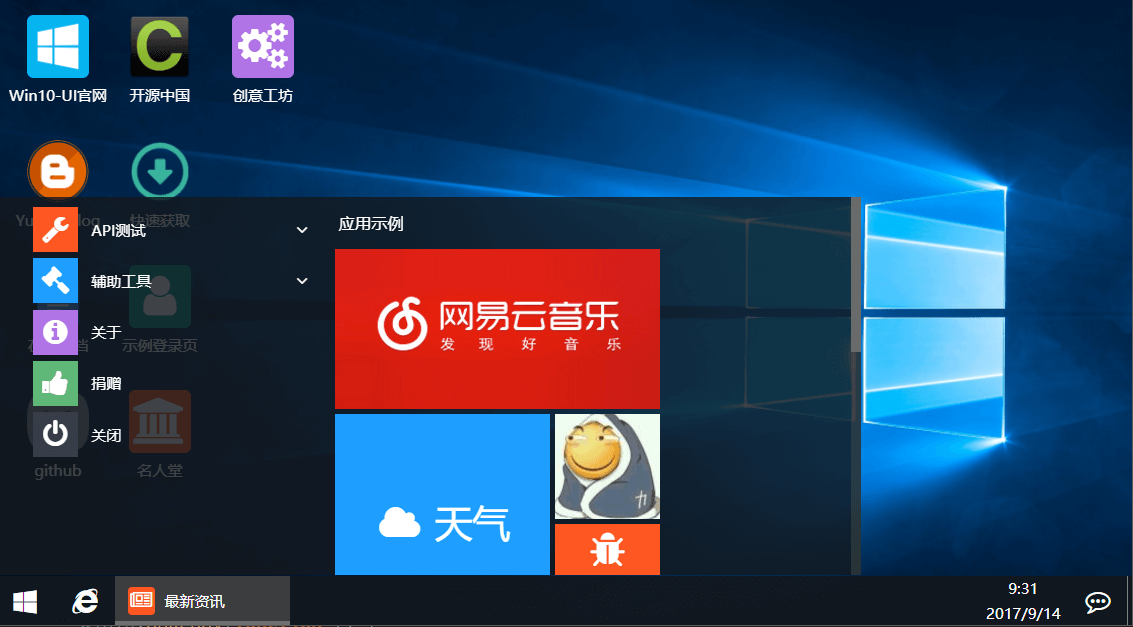 Win10-UI官网
开源中国
创意工坊
快速获取
API测试
应用示例
辅助工具
网易云音乐
发现好音乐
关于
示例登录页
捐赠
关闭
github
名人堂
天气
力
最新资讯
9:31
2017/9/14